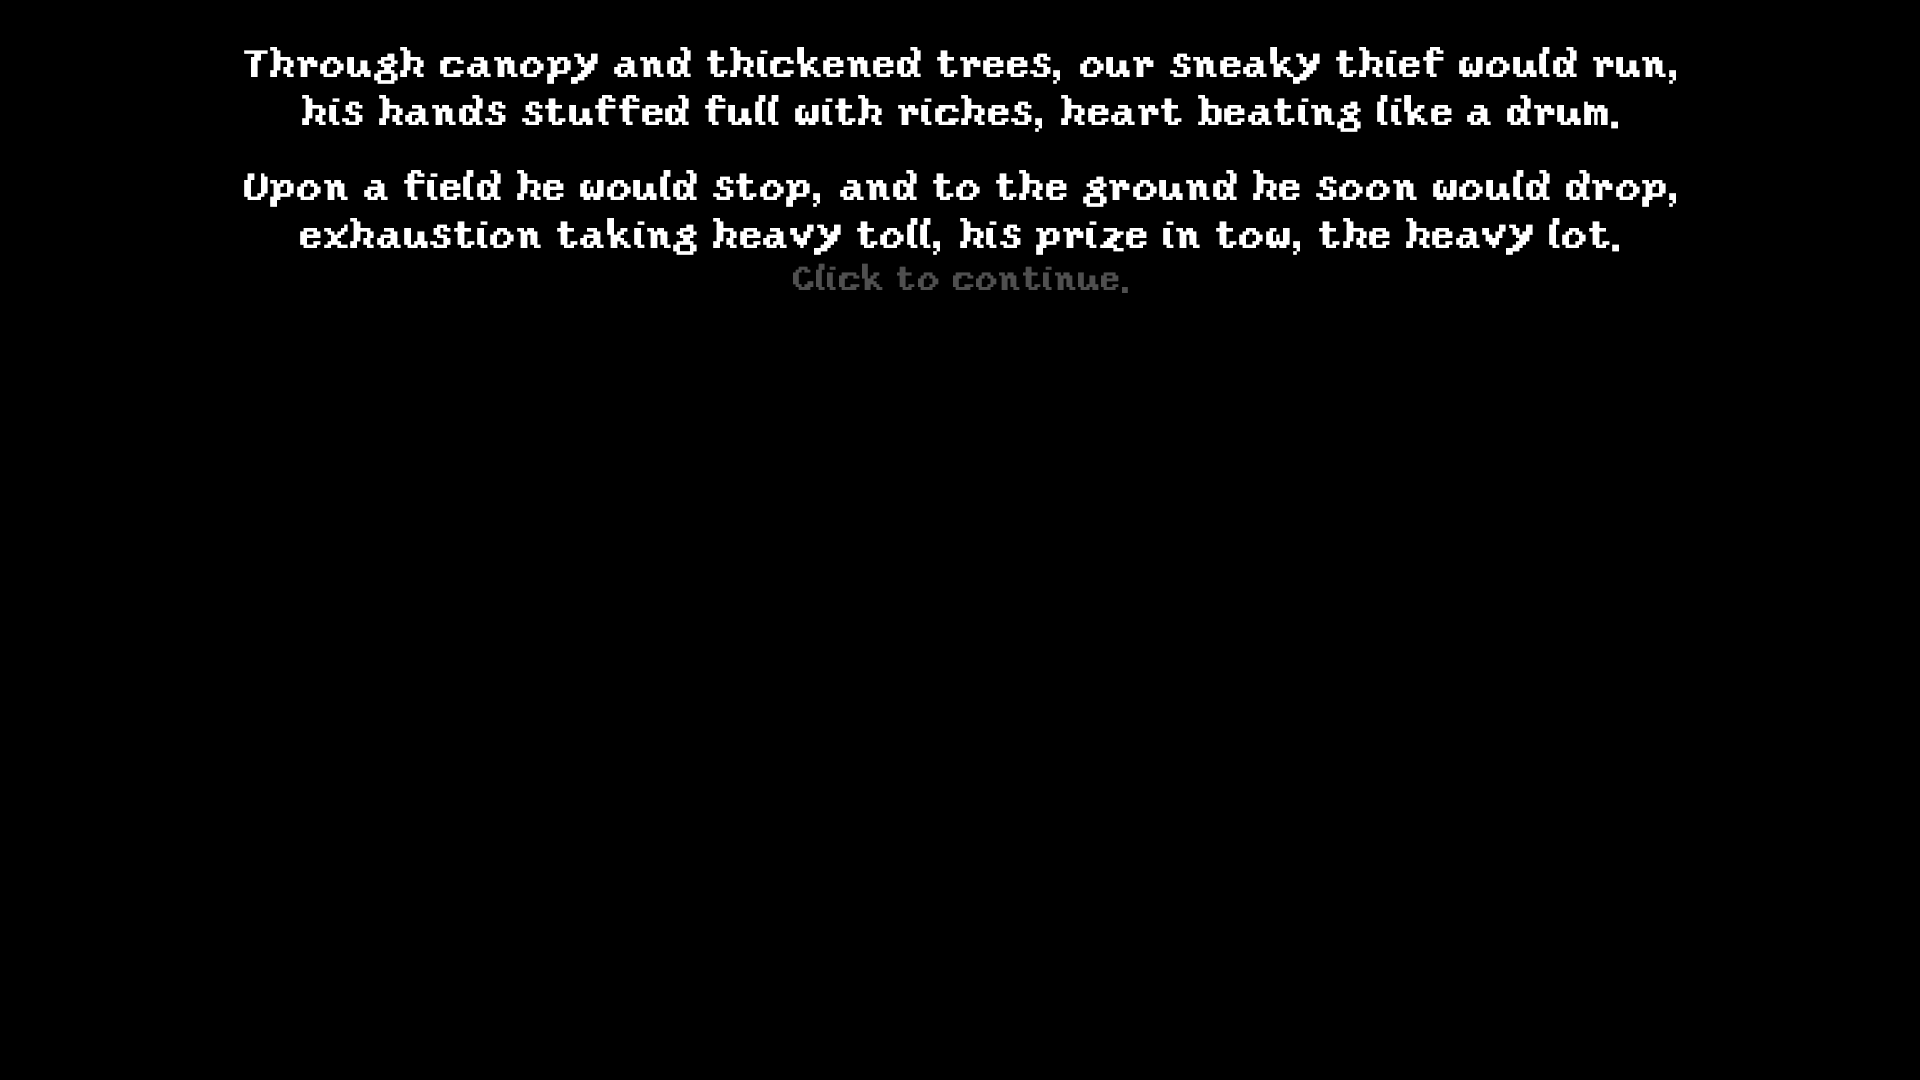 Through canopy and thickened trees, our sneaky thief would run,
his hands stuffed full with riches, heart beating like a drum.
Upon a field he would stop, and to the ground he soon would drop,
exhaustion taking heavy toll, his prize in tow, the heavy lot.
Click to continue.